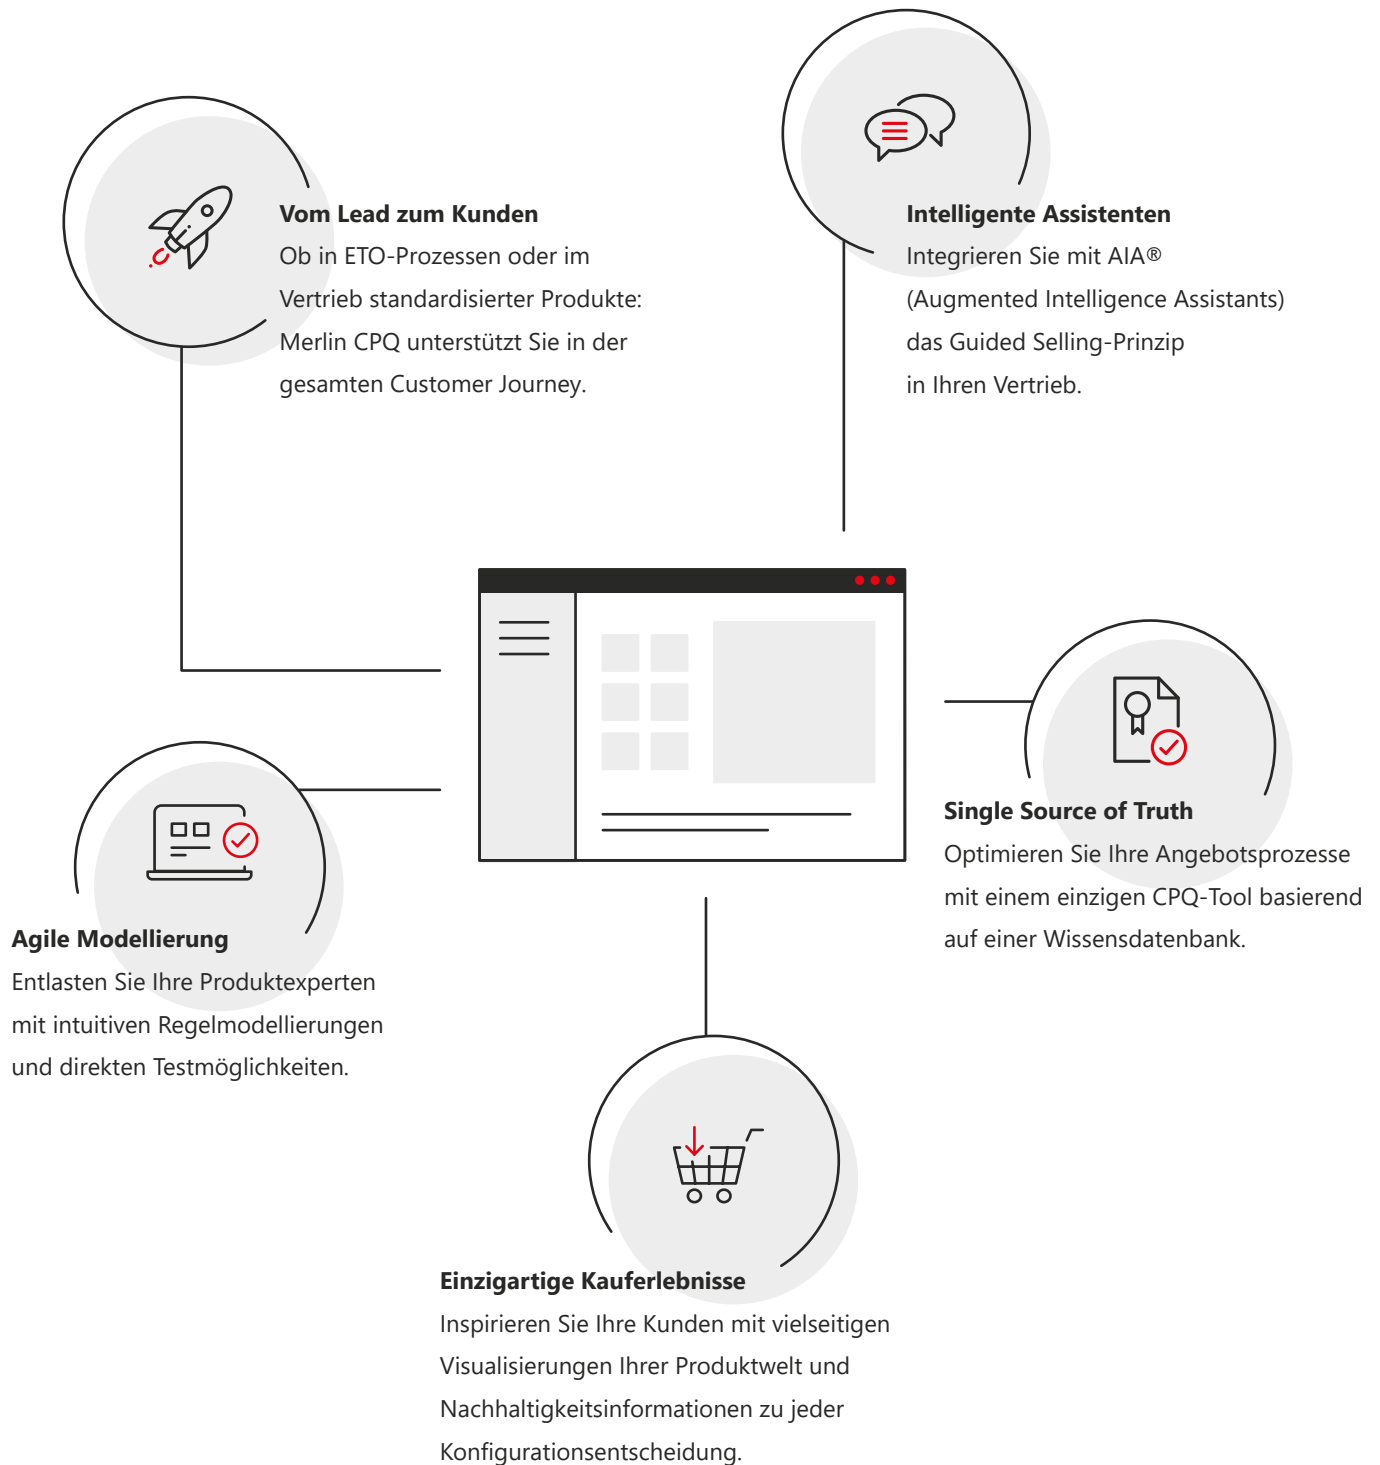 Vom Lead zum Kunden
Ob in ETO-Prozessen oder im
Vertrieb standardisierter Produkte:
Merlin CPQ unterstützt Sie in der
gesamten Customer Journey.
Intelligente Assistenten
Integrieren Sie mit AIA®
(Augmented Intelligence Assistants)
das Guided Selling-Prinzip
in Ihren Vertrieb.
Single Source of Truth
Optimieren Sie Ihre Angebotsprozesse
mit einem einzigen CPQ-Tool basierend
auf einer Wissensdatenbank.
Agile Modellierung
Entlasten Sie Ihre Produktexperten
mit intuitiven Regelmodellierungen
und direkten Testmöglichkeiten.
Einzigartige Kauferlebnisse
Inspirieren Sie Ihre Kunden mit vielseitigen
Visualisierungen Ihrer Produktwelt und
Nachhaltigkeitsinformationen zu jeder
Konfigurationsentscheidung.